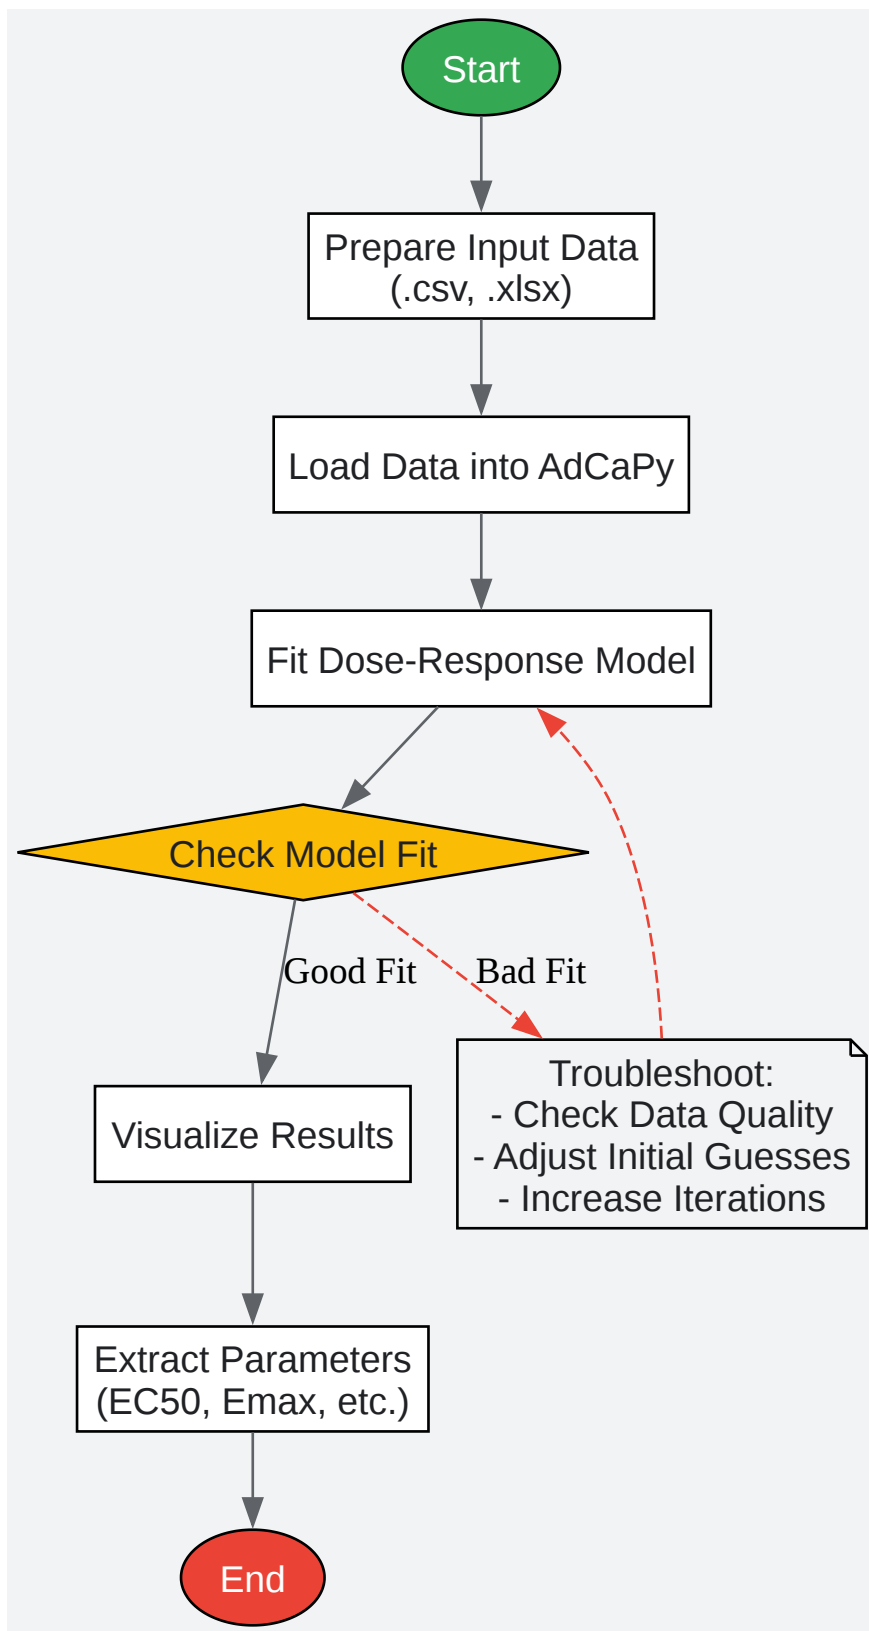 Start
Prepare Input Data
(.csv, .xlsx)
Load Data into AdCaPy
Fit Dose-Response Model
Check Model Fit
Good Fit
Bad Fit
Troubleshoot:
- Check Data Quality
- Adjust Initial Guesses
- Increase Iterations
Visualize Results
Extract Parameters
(EC50, Emax, etc.)
End